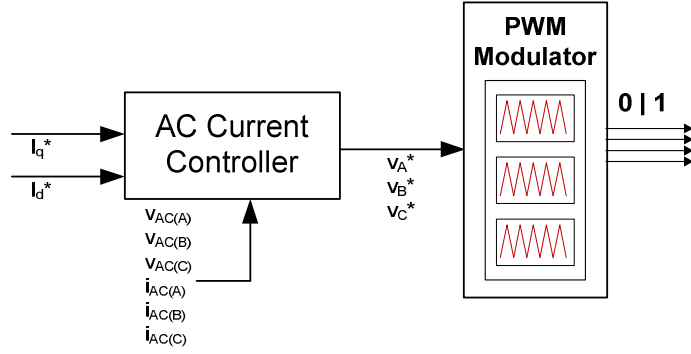 PWM
Modulator
0 | 1
AC Current
Controller
Iq*
Id*
vA*
vB*
vC*
vAC(A)
vAC(B)
vAC(C)
iAC(A)
iAC(B)
iAC(C)